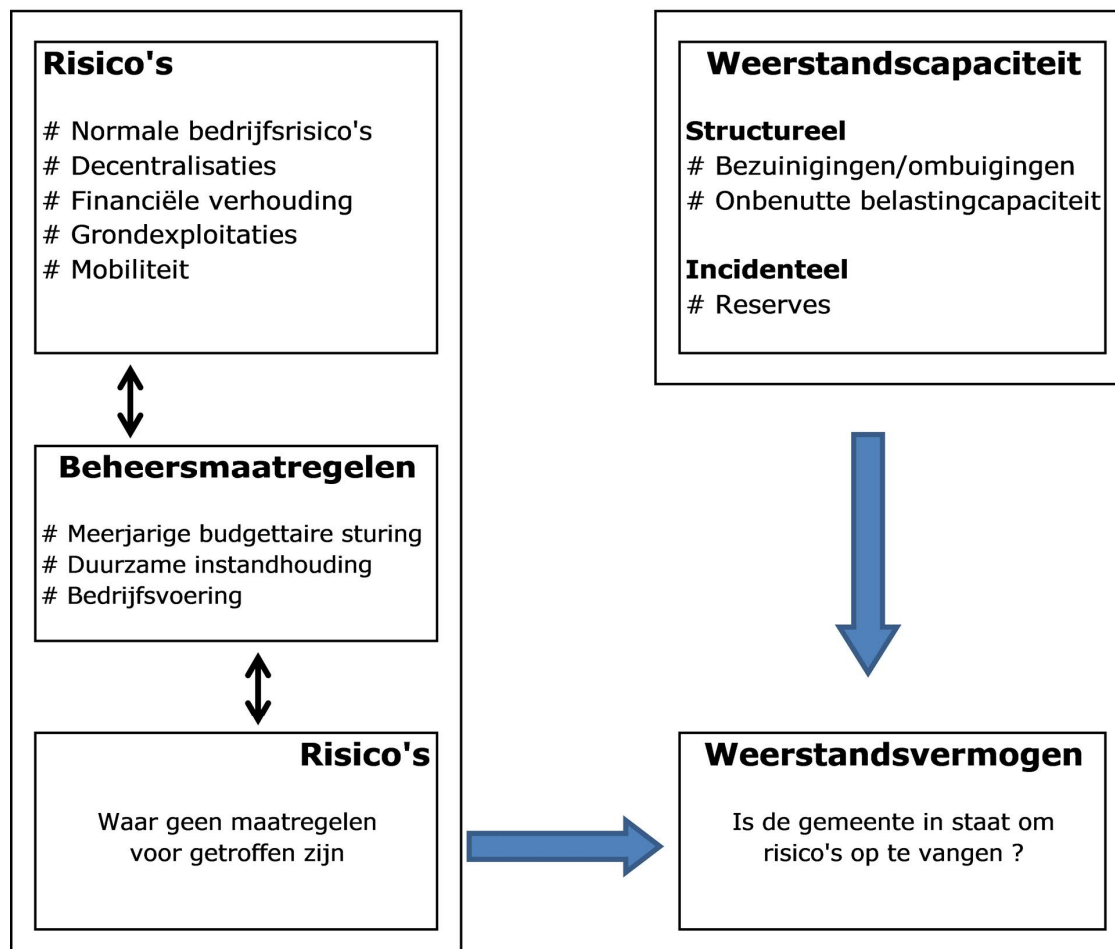 Risico's
# Normale bedrijfsrisico's
# Decentralisaties
# Financiële verhouding
# Grondexploitaties
# Mobiliteit
Beheersmaatregelen
# Meerjarige budgettaire sturing
# Duurzame instandhouding
# Bedrijfsvoering
Risico's
Waar geen maatregelen
voor getroffen zijn
Weerstandscapaciteit
Structureel
# Bezuinigingen/ombuigingen
# Onbenutte belastingcapaciteit
Incidenteel
# Reserves
Weerstandsvermogen
Is de gemeente in staat om
risico's op te vangen ?